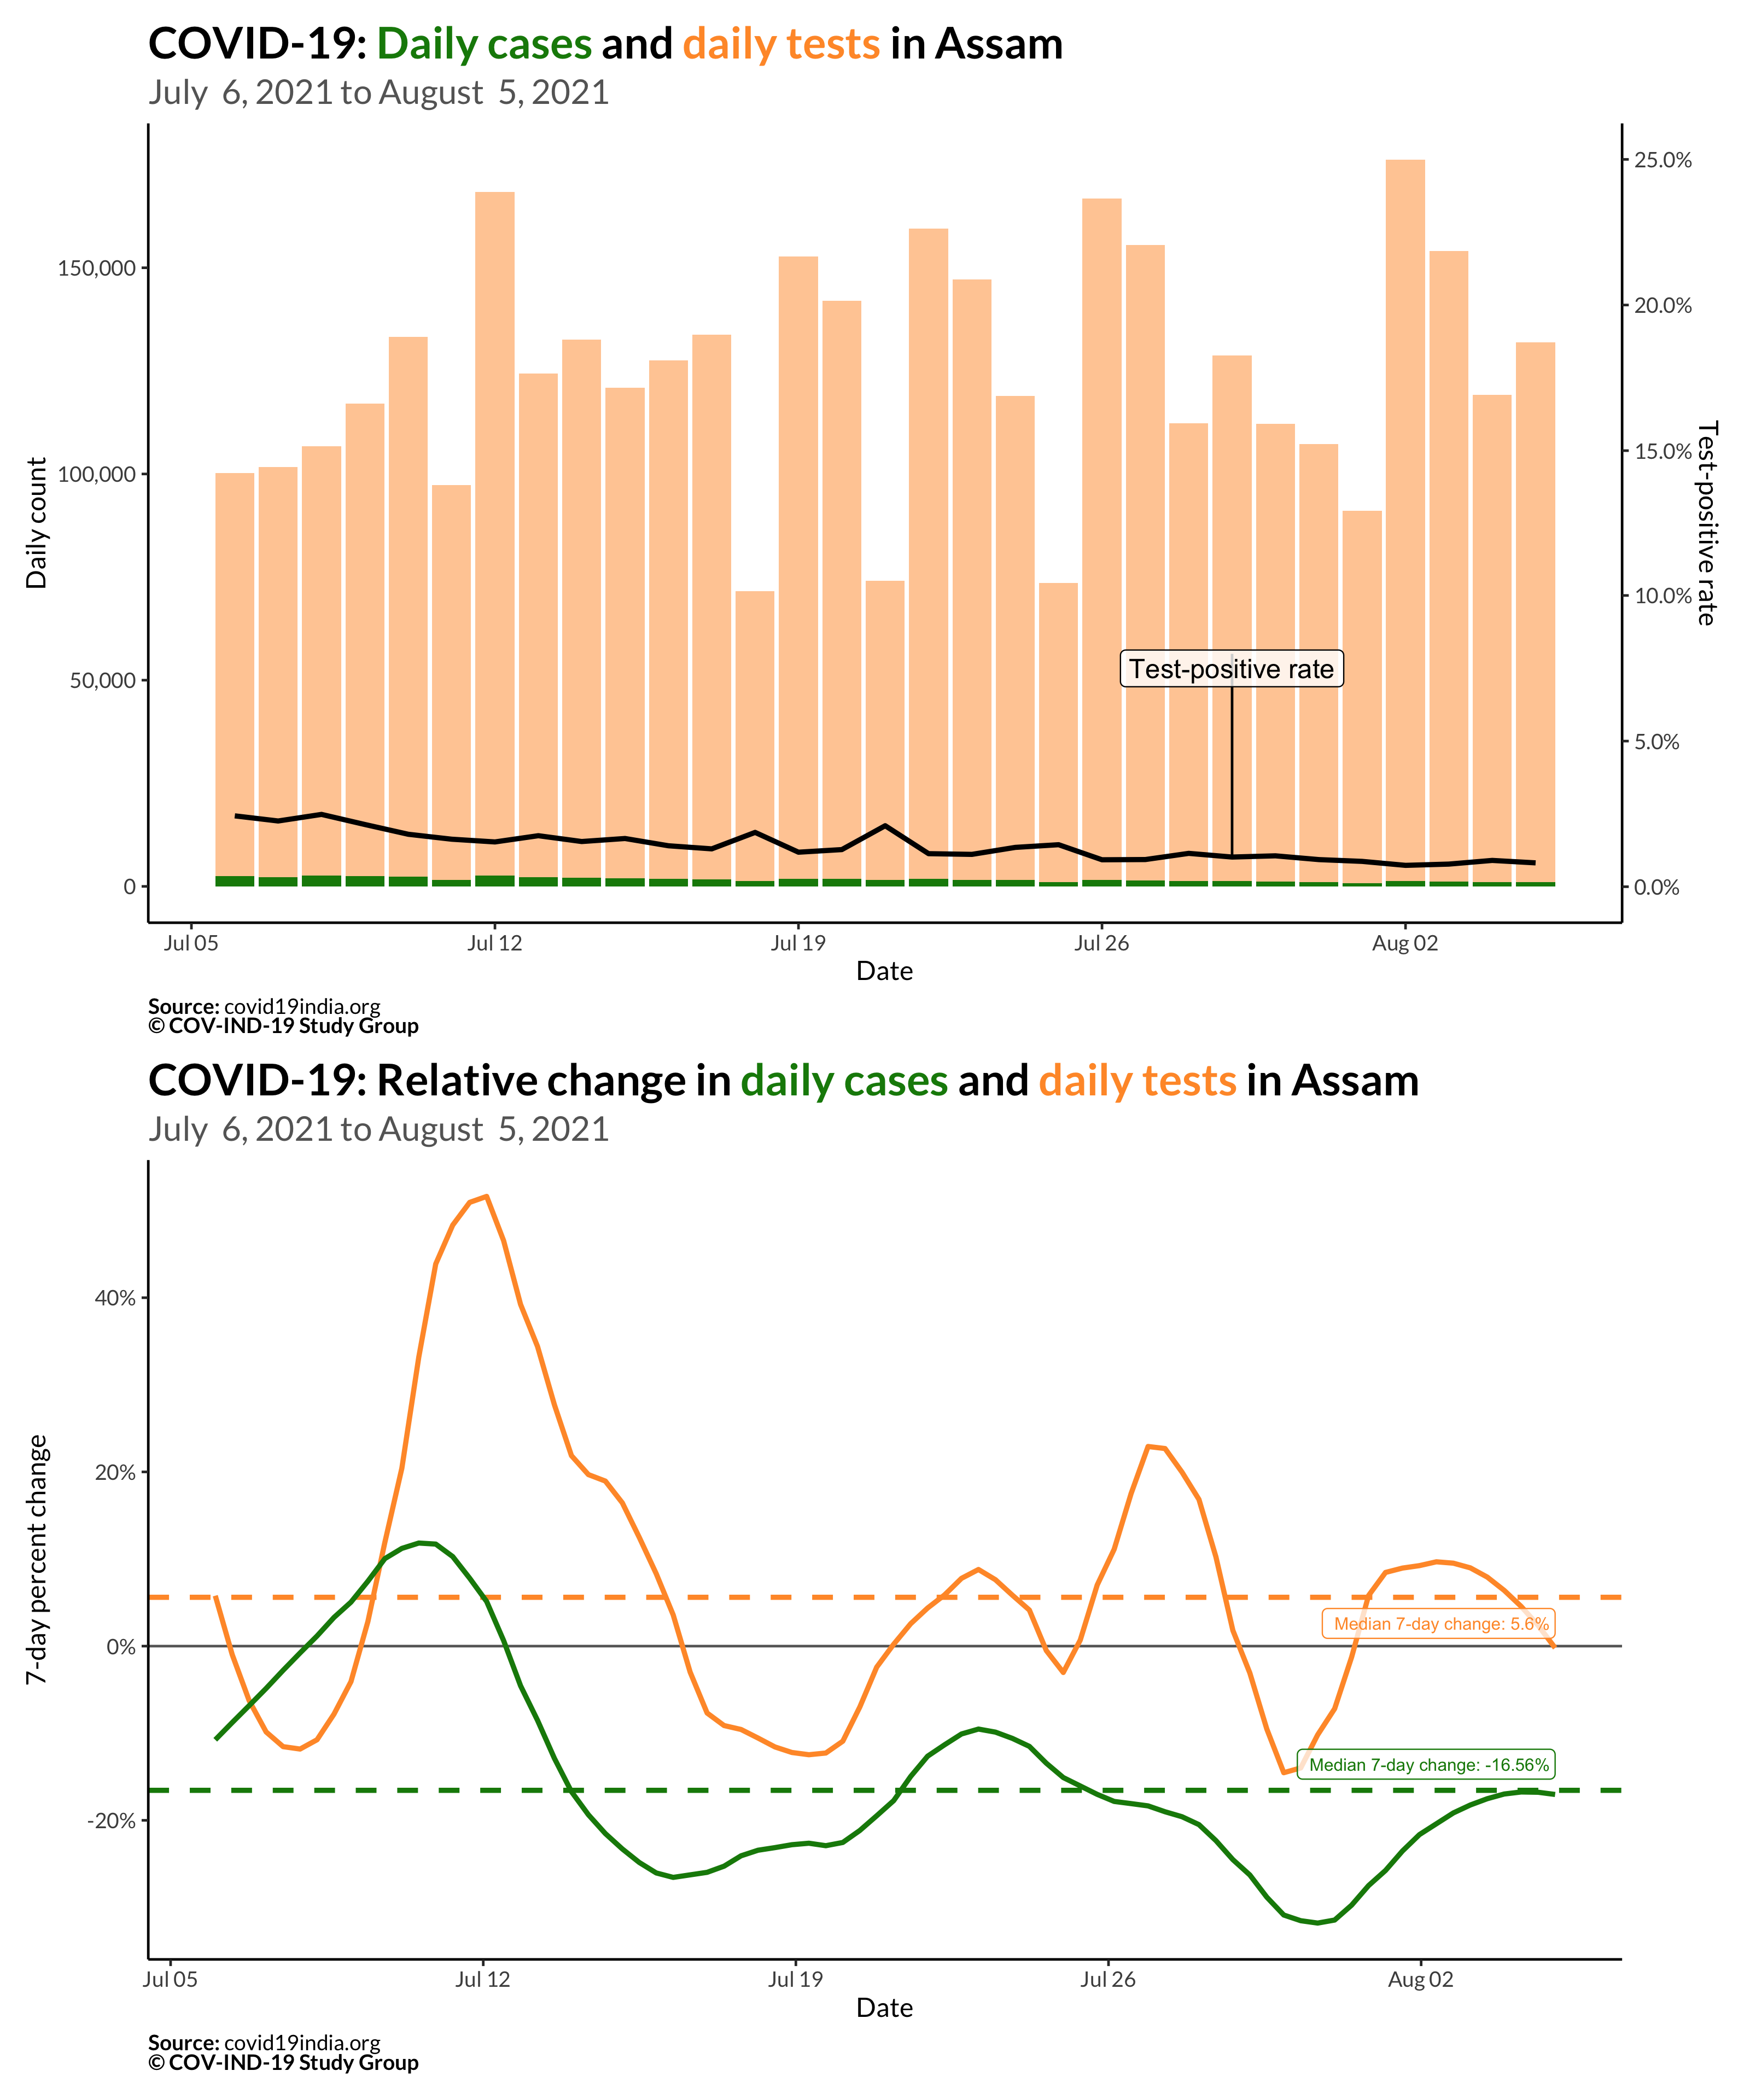 COVID-19: Daily cases and daily tests in Assam
July  6, 2021 to August  5, 2021
25.0%
150,000
20.0%
15.0%
100,000
Daily count
Test-positive rate
10.0%
Test-positive rate
50,000
5.0%
0
0.0%
Jul 05 Jul 12 Jul 19 Jul 26 Aug 02
Date
Source: covid19india.org
© COV-IND-19 Study Group
COVID-19: Relative change in daily cases and daily tests in Assam
July  6, 2021 to August  5, 2021
40%
20%
7-day percent change
Median 7-day change: 5.6%
0%
Median 7-day change: -16.56%
-20%
Jul 05 Jul 12 Jul 19 Jul 26 Aug 02
Date
Source: covid19india.org
© COV-IND-19 Study Group